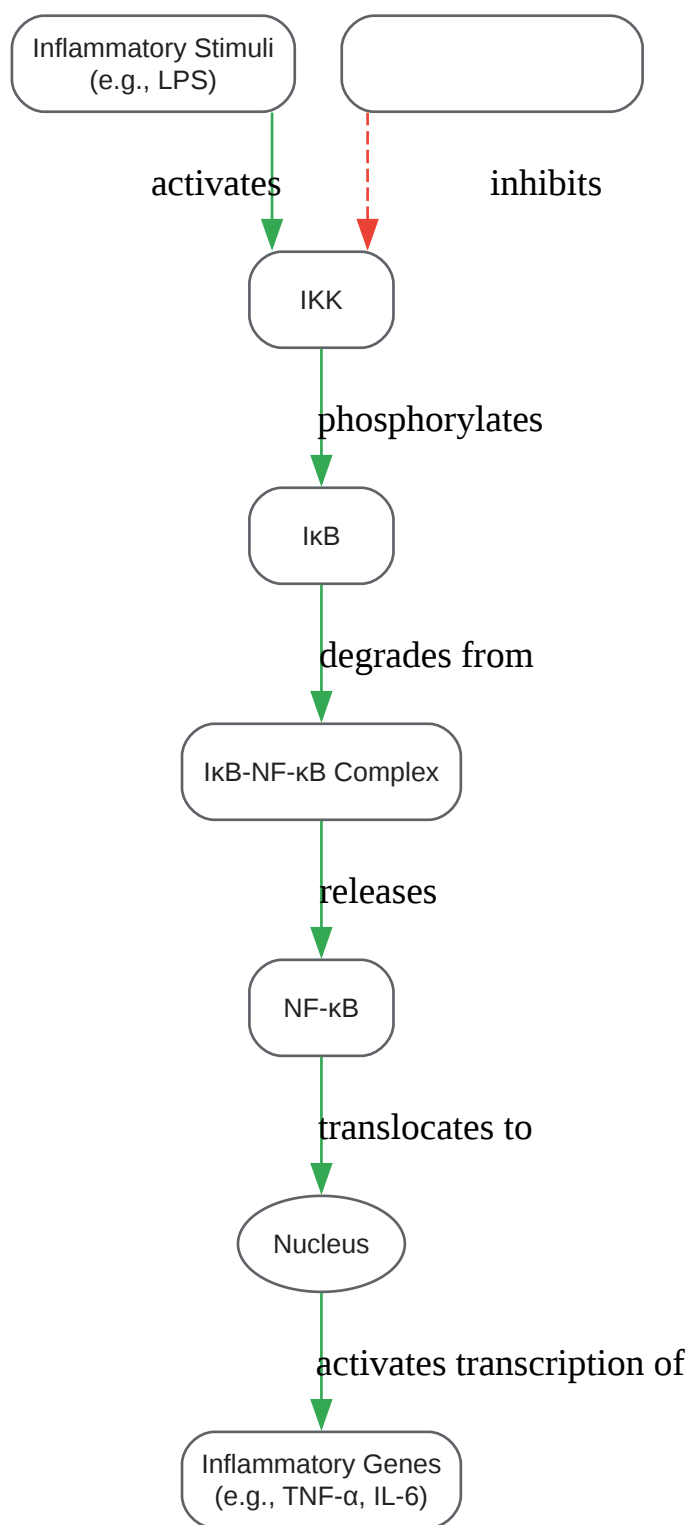 Inflammatory Stimuli
(e.g., LPS)
activates
inhibits
IKK
phosphorylates
IκB
degrades from
IκB-NF-κB Complex
releases
NF-κB
translocates to
Nucleus
activates transcription of
Inflammatory Genes
(e.g., TNF-α, IL-6)